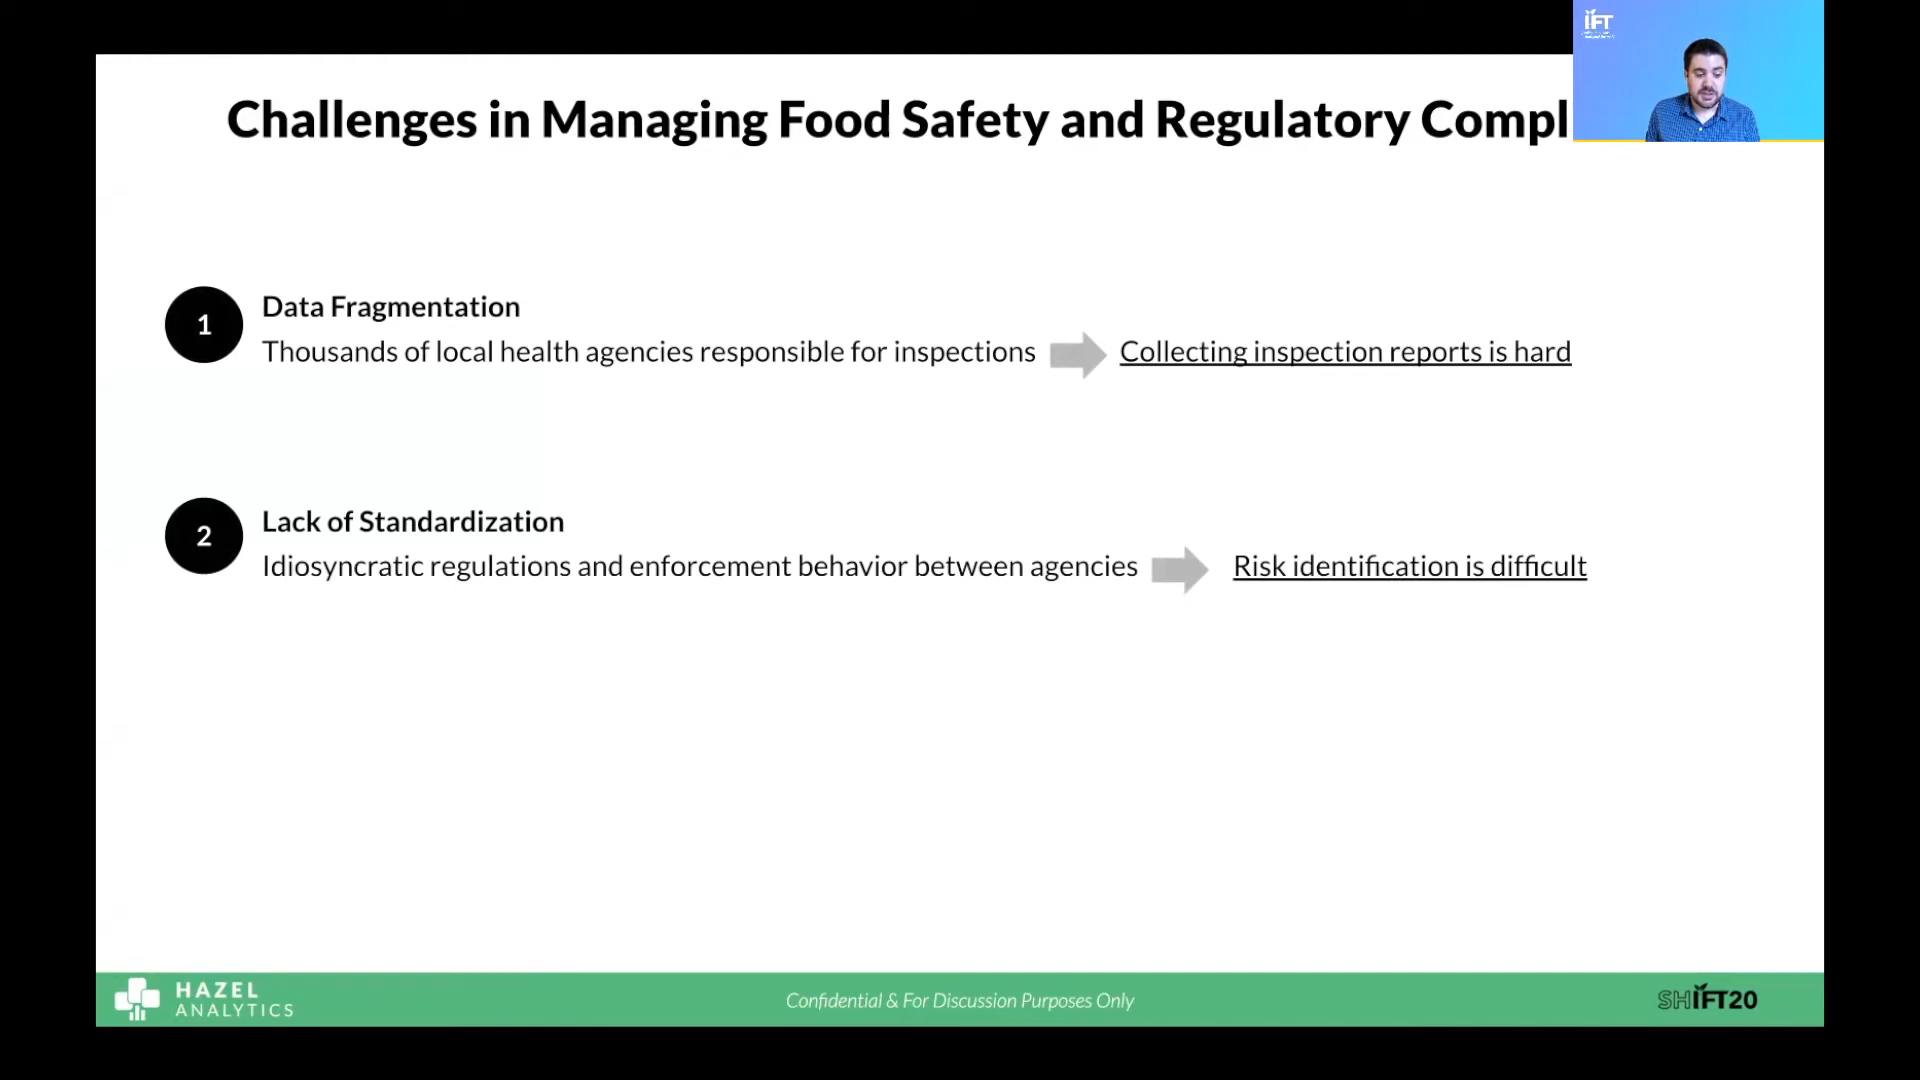 IFT
Challenges in Managing Food Safety and Regulatory Compl
1
Data Fragmentation
Thousands of local health agencies responsible for inspections
Collecting inspection reports is hard
2
Lack of Standardization
Idiosyncratic regulations and enforcement behavior between agencies
Risk identification is difficult
HAZEL
ANALYTICS
Confidential & For Discussion Purposes Only
SHIFT20